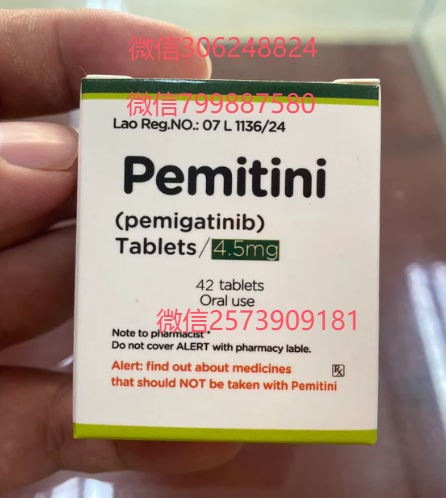 微信306248824
微信799887580
Lao Reg.NO.: 07 L 1136/24
Pemitini
(pemigatinib)
Tablets/4.5mg
42 tablets
Oral use
微信2573909181
Note to pharmacist*
Do not cover ALERT with pharmacy lable.
Alert: find out about medicines
that should NOT be taken with Pemitini
Rx